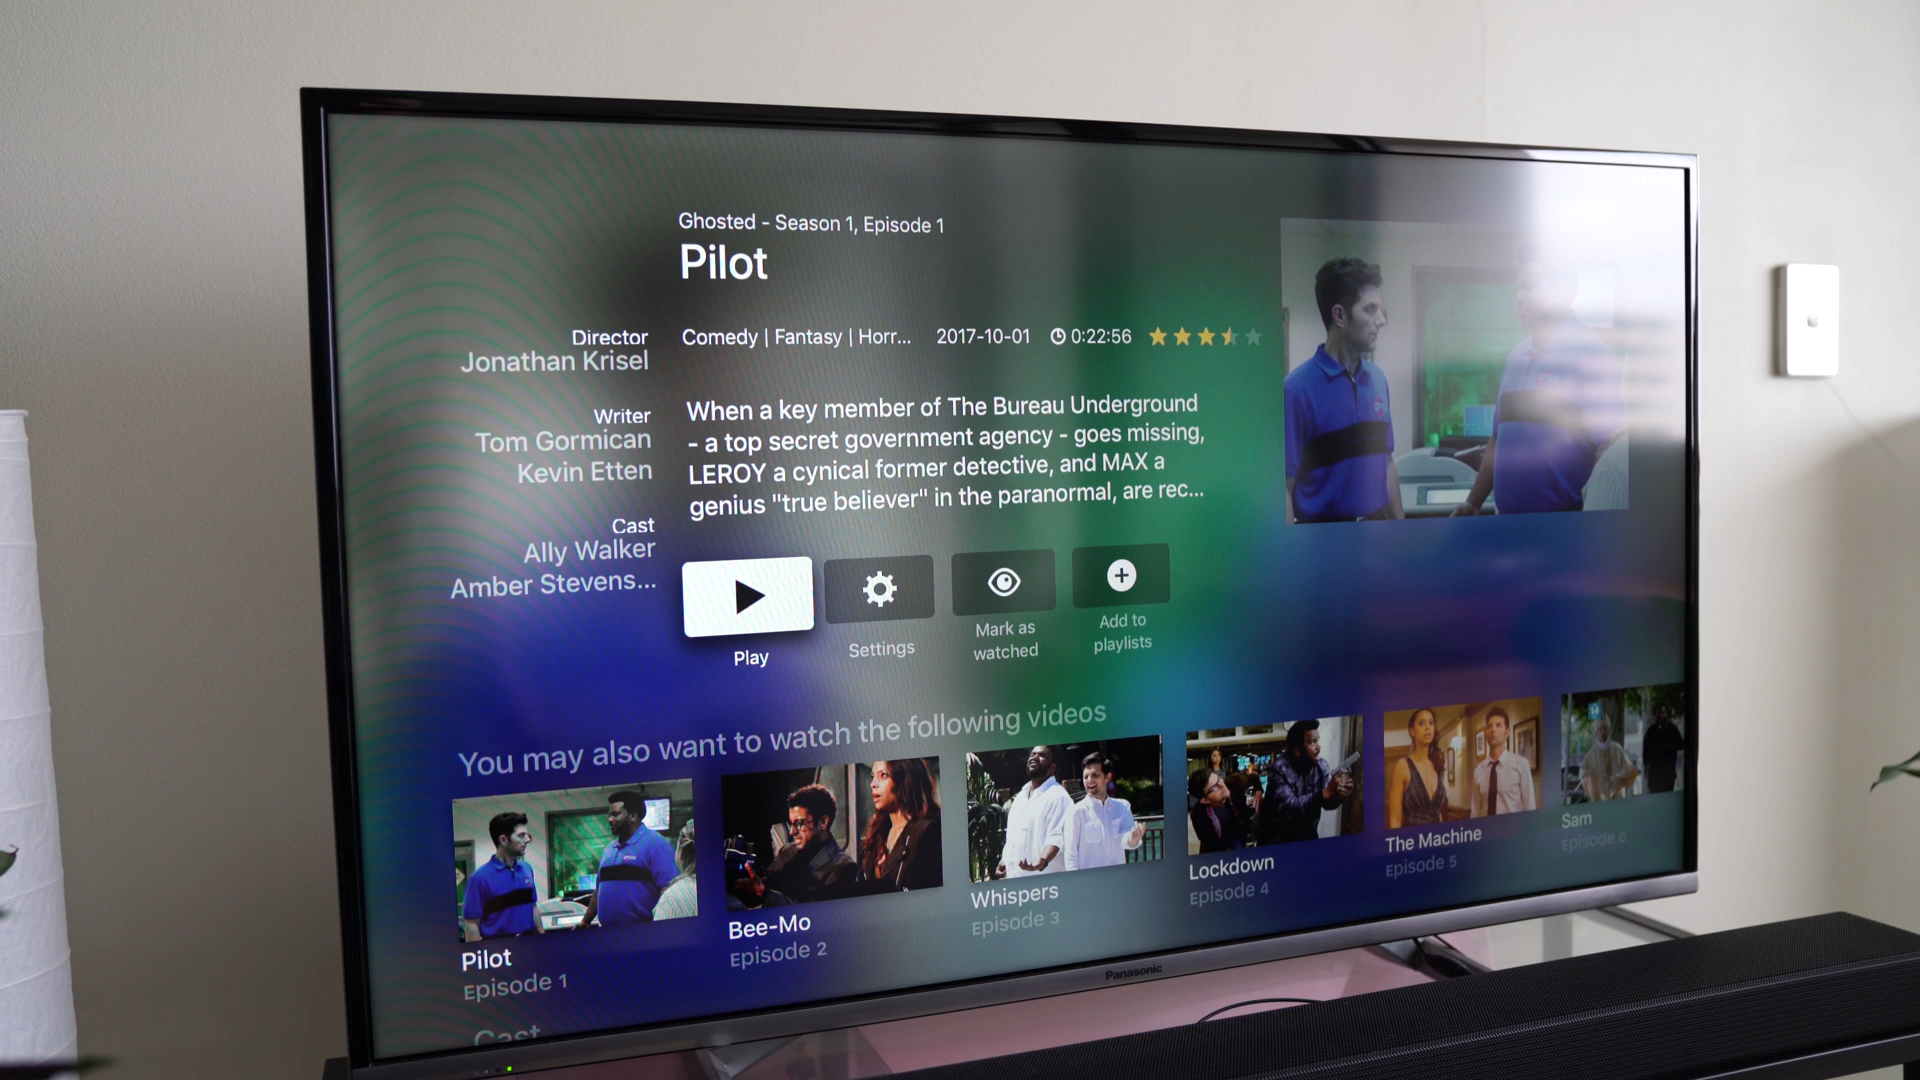 Ghosted - Season 1, Episode 1
Pilot
Director
Jonathan Krisel
Writer
Tom Gormican
Kevin Etten
Cast
Ally Walker
Amber Stevens...
Comedy | Fantasy | Horr... 2017-10-01 0:22:56
When a key member of The Bureau Underground
- a top secret government agency - goes missing,
LEROY a cynical former detective, and MAX a
genius "true believer" in the paranormal, are rec...
Play
Settings
Mark as
watched
Add to
playlists
You may also want to watch the following videos
Pilot
Episode 1
Bee-Mo
Episode 2
Whispers
Episode 3
Lockdown
Episode 4
The Machine
Episode 5
Sam
Episode 6
Cast
Panasonic